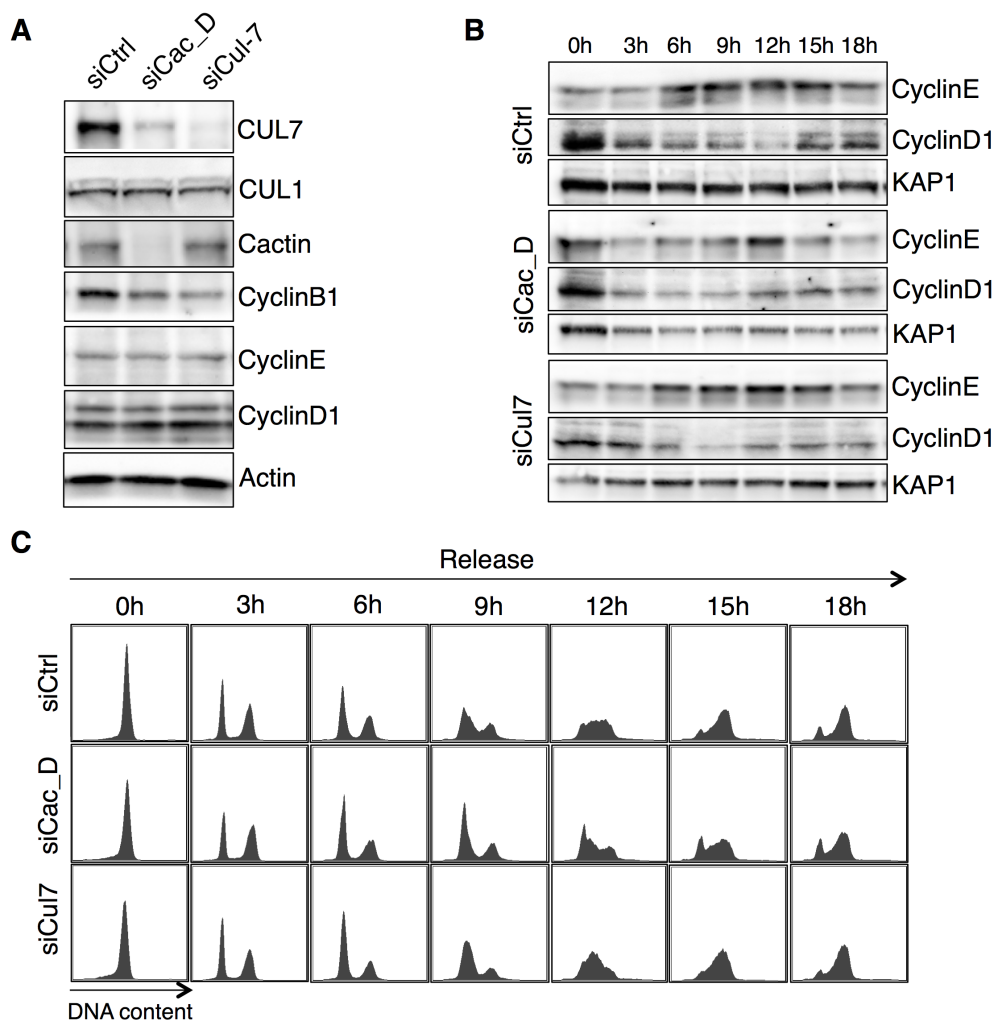 A
siCtrl siCac_D siCul-7
CUL7
CUL1
Cactin
CyclinB1
CyclinE
CyclinD1
Actin
B
0h 3h 6h 9h 12h 15h 18h
siCtrl
CyclinE
CyclinD1
KAP1
siCac_D
CyclinE
CyclinD1
KAP1
siCul7
CyclinE
CyclinD1
KAP1
C
Release
0h 3h 6h 9h 12h 15h 18h
siCtrl
siCac_D
siCul7
DNA content